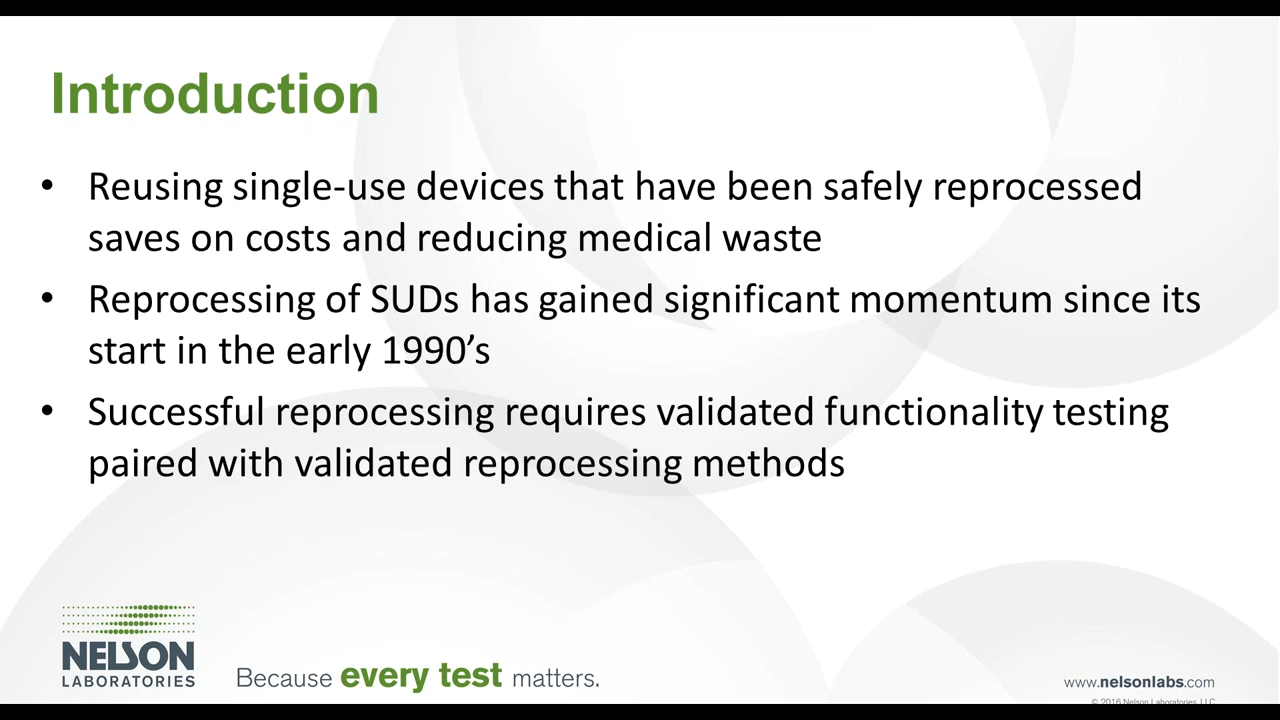 Introduction
• Reusing single-use devices that have been safely reprocessed
saves on costs and reducing medical waste
• Reprocessing of SUDs has gained significant momentum since its
start in the early 1990’s
• Successful reprocessing requires validated functionality testing
paired with validated reprocessing methods
NELSON
LABORATORIES
Because every test matters.
www.nelsonlabs.com
© 2016 Nelson Laboratories, LLC